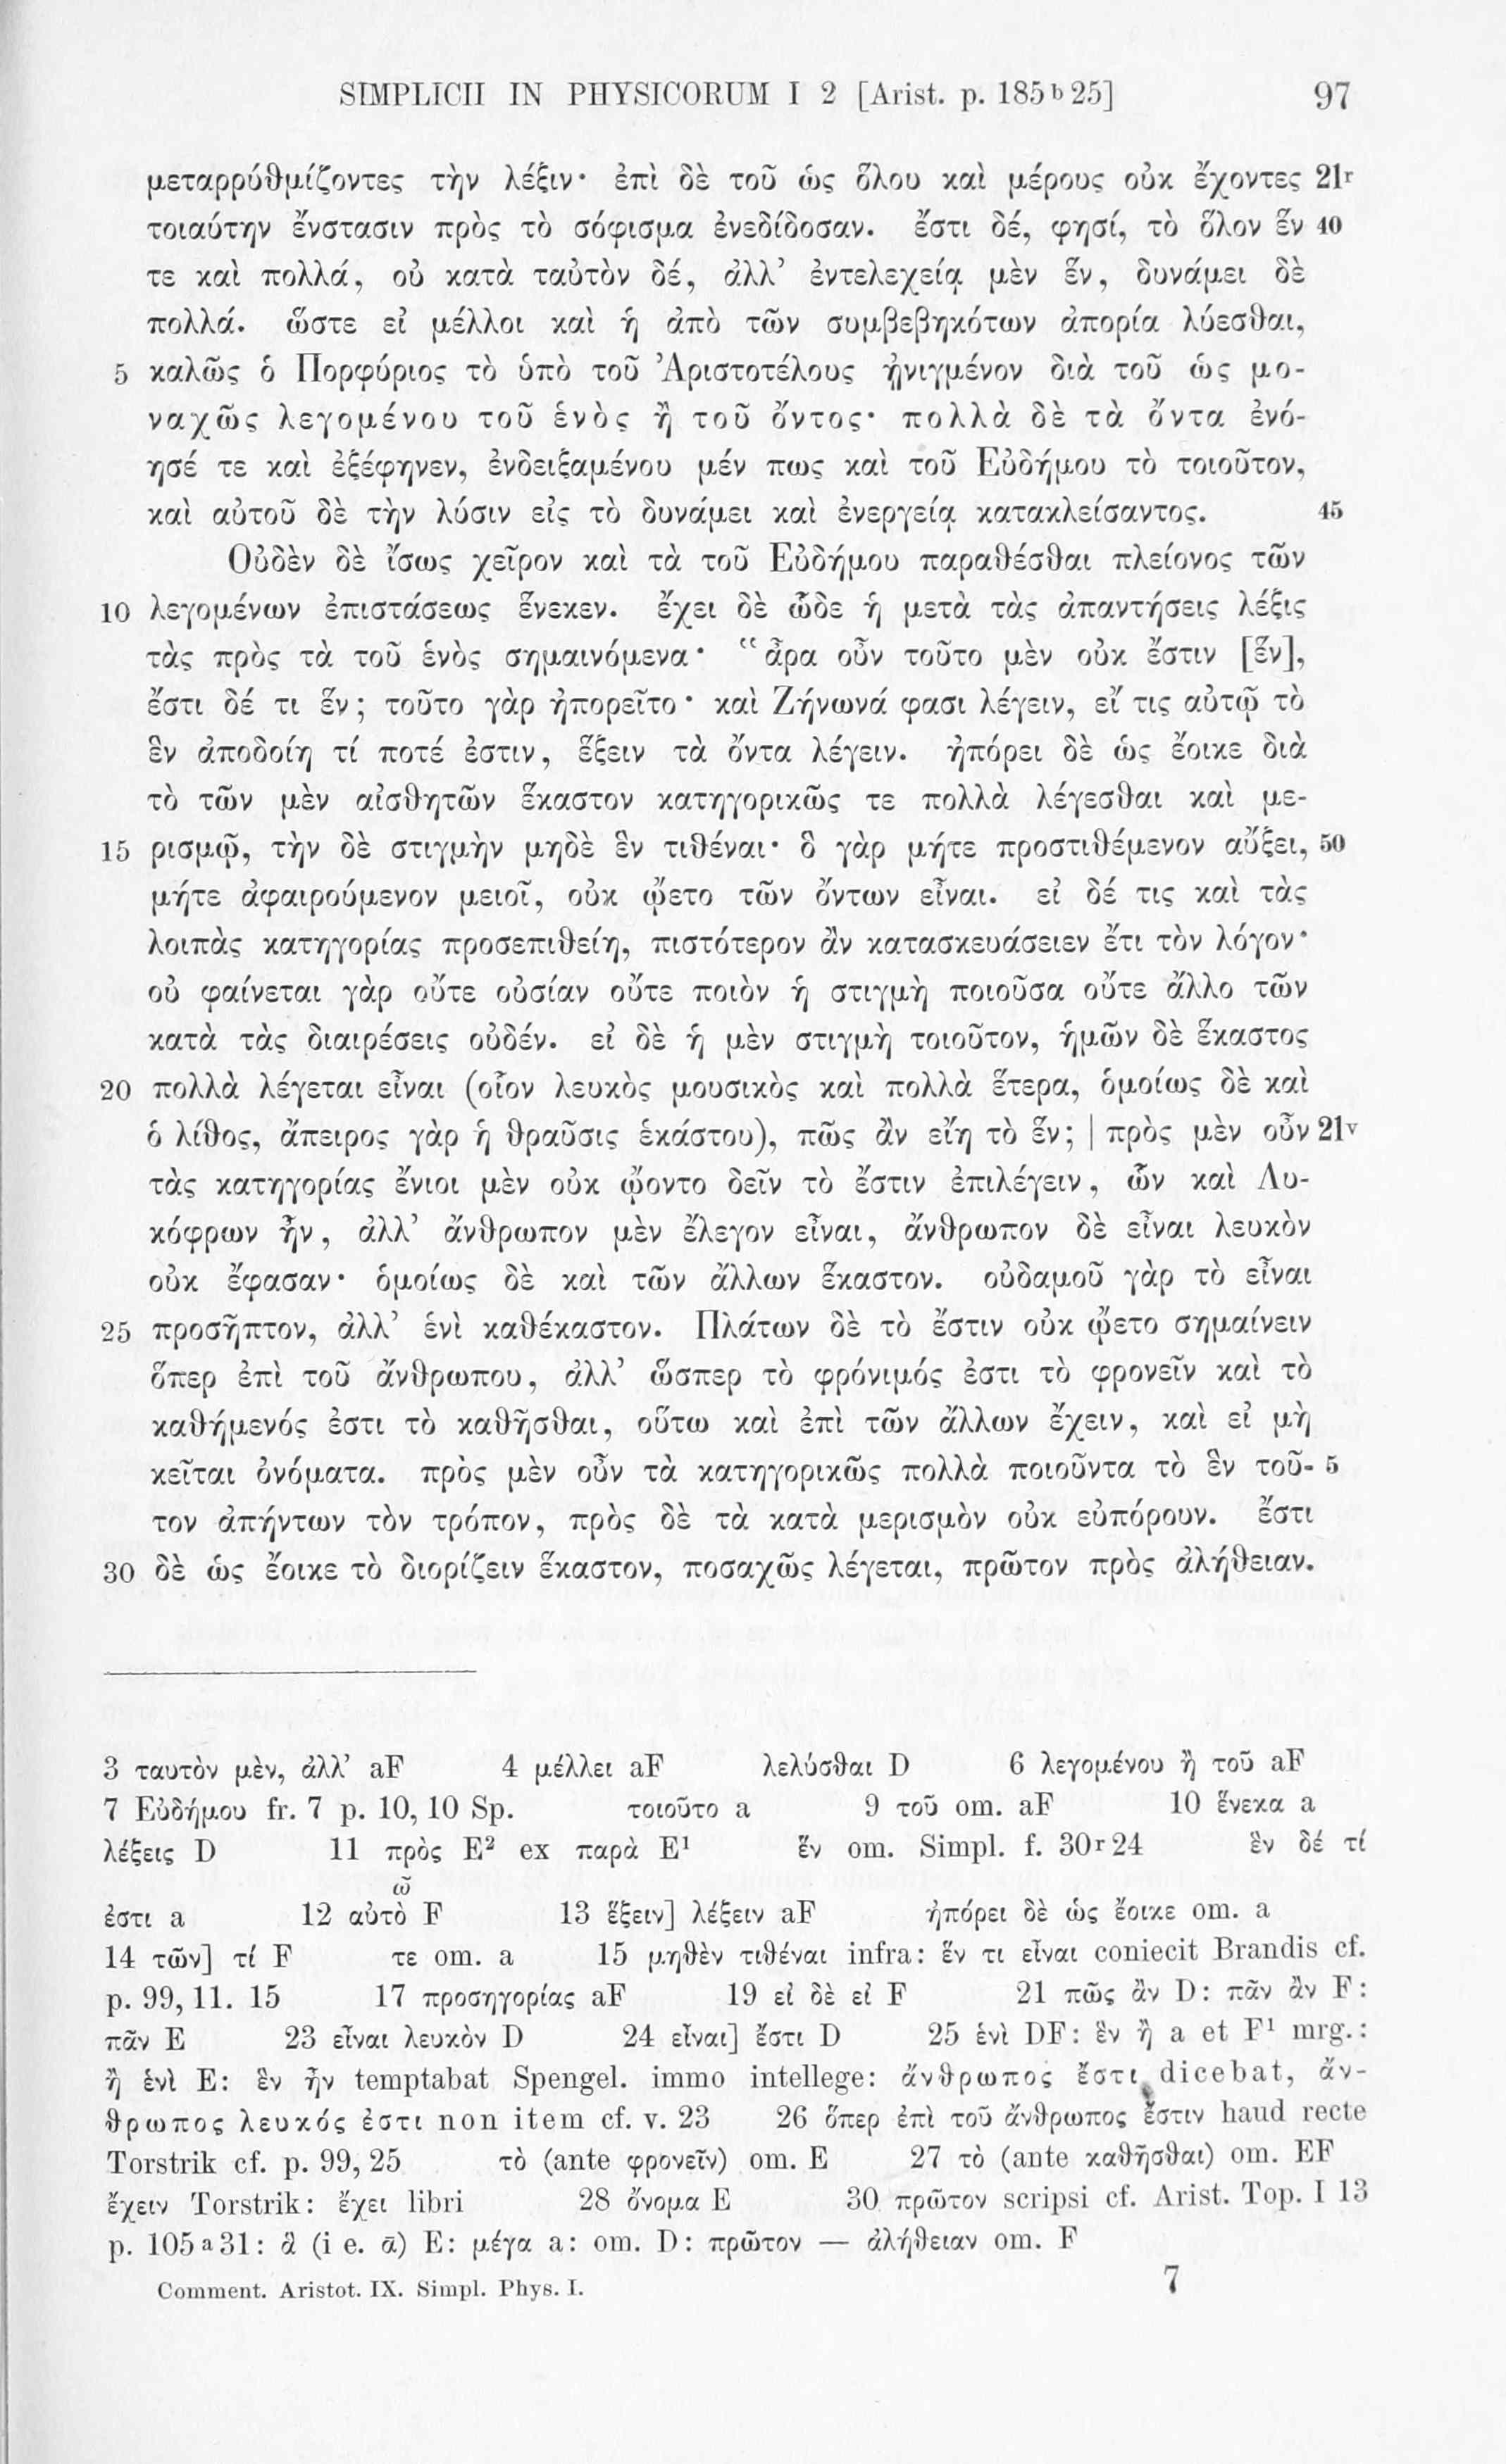 SIMPLICII IN PHYSICORUM I 2 [Arist. p. 185ᵇ25] 97
μεταρρύθμίζοντες τὴν λέξιν· ἐπὶ δὲ τοῦ ὡς ὅλου καὶ μέρους οὐκ ἔχοντες 21ʳ
τοιαύτην ἔνστασιν πρὸς τὸ σόφισμα ἐνεδίδοσαν. ἔστι δέ, φησί, τὸ ὅλον ἕν 40
τε καὶ πολλά, οὐ κατὰ ταὐτὸν δέ, ἀλλ’ ἐντελεχείᾳ μὲν ἕν, δυνάμει δὲ
πολλά. ὥστε εἰ μέλλοι καὶ ἡ ἀπὸ τῶν συμβεβηκότων ἀπορία λύεσθαι,
5 καλῶς ὁ Πορφύριος τὸ ὑπὸ τοῦ Ἀριστοτέλους ᾐνιγμένον διὰ τοῦ ὡς μο-
ναχῶς λεγομένου τοῦ ἑνὸς ἢ τοῦ ὄντος· πολλὰ δὲ τὰ ὄντα ἐνό-
ησέ τε καὶ ἐξέφηνεν, ἐνδειξαμένου μέν πως καὶ τοῦ Εὐδήμου τὸ τοιοῦτον,
καὶ αὐτοῦ δὲ τὴν λύσιν εἰς τὸ δυνάμει καὶ ἐνεργείᾳ κατακλείσαντος. 45
Οὐδὲν δὲ ἴσως χεῖρον καὶ τὰ τοῦ Εὐδήμου παραθέσθαι πλείονος τῶν
10 λεγομένων ἐπιστάσεως ἕνεκεν. ἔχει δὲ ὧδε ἡ μετὰ τὰς ἀπαντήσεις λέξις
τὰς πρὸς τὰ τοῦ ἑνὸς σημαινόμενα· “ἆρα οὖν τοῦτο μὲν οὐκ ἔστιν [ἕν],
ἔστι δέ τι ἕν; τοῦτο γὰρ ἠπορεῖτο· καὶ Ζήνωνά φασι λέγειν, εἴ τις αὐτῷ τὸ
ἓν ἀποδοίη τί ποτέ ἐστιν, ἕξειν τὰ ὄντα λέγειν. ἠπόρει δὲ ὡς ἔοικε διὰ
τὸ τῶν μὲν αἰσθητῶν ἕκαστον κατηγορικῶς τε πολλὰ λέγεσθαι καὶ με-
15 ρισμῷ, τὴν δὲ στιγμὴν μηδὲ ἓν τιθέναι· ὃ γὰρ μήτε προστιθέμενον αὔξει, 50
μήτε ἀφαιρούμενον μειοῖ, οὐκ ᾤετο τῶν ὄντων εἶναι. εἰ δέ τις καὶ τὰς
λοιπὰς κατηγορίας προσεπιθείη, πιστότερον ἂν κατασκευάσειεν ἔτι τὸν λόγον·
οὐ φαίνεται γὰρ οὔτε οὐσίαν οὔτε ποιὸν ἡ στιγμὴ ποιοῦσα οὔτε ἄλλο τῶν
κατὰ τὰς διαιρέσεις οὐδέν. εἰ δὲ ἡ μὲν στιγμὴ τοιοῦτον, ἡμῶν δὲ ἕκαστος
20 πολλὰ λέγεται εἶναι (οἷον λευκὸς μουσικὸς καὶ πολλὰ ἕτερα, ὁμοίως δὲ καὶ
ὁ λίθος, ἄπειρος γὰρ ἡ θραῦσις ἑκάστου), πῶς ἂν εἴη τὸ ἕν; | πρὸς μὲν οὖν 21ᵛ
τὰς κατηγορίας ἔνιοι μὲν οὐκ ᾤοντο δεῖν τὸ ἔστιν ἐπιλέγειν, ὧν καὶ Λυ-
κόφρων ἦν, ἀλλ’ ἄνθρωπον μὲν ἔλεγον εἶναι, ἄνθρωπον δὲ εἶναι λευκὸν
οὐκ ἔφασαν· ὁμοίως δὲ καὶ τῶν ἄλλων ἕκαστον. οὐδαμοῦ γὰρ τὸ εἶναι
25 προσῆπτον, ἀλλ’ ἑνὶ καθέκαστον. Πλάτων δὲ τὸ ἔστιν οὐκ ᾤετο σημαίνειν
ὅπερ ἐπὶ τοῦ ἄνθρωπου, ἀλλ’ ὥσπερ τὸ φρόνιμός ἐστι τὸ φρονεῖν καὶ τὸ
καθήμενός ἐστι τὸ καθῆσθαι, οὕτω καὶ ἐπὶ τῶν ἄλλων ἔχειν, καὶ εἰ μὴ
κεῖται ὀνόματα. πρὸς μὲν οὖν τὰ κατηγορικῶς πολλὰ ποιοῦντα τὸ ἓν τοῦ- 5
τον ἀπήντων τὸν τρόπον, πρὸς δὲ τὰ κατὰ μερισμὸν οὐκ εὐπόρουν. ἔστι
30 δὲ ὡς ἔοικε τὸ διορίζειν ἕκαστον, ποσαχῶς λέγεται, πρῶτον πρὸς ἀλήθειαν.
3 ταυτὸν μὲν, ἀλλ’ aF 4 μέλλει aF λελύσθαι D 6 λεγομένου ἢ τοῦ aF
7 Εὐδήμου fr. 7 p. 10, 10 Sp. τοιοῦτο a 9 τοῦ om. aF 10 ἕνεκα a
λέξεις D 11 πρὸς E² ex παρὰ E¹ ἕν om. Simpl. f. 30ʳ24 ἓν δέ τί
ἐστι a 12 αὐτὸ F 13 ἕξειν] λέξειν aF ἠπόρει δὲ ὡς ἔοικε om. a
14 τῶν] τί F τε om. a 15 μηθὲν τιθέναι infra: ἕν τι εἶναι coniecit Brandis cf.
p. 99, 11. 15 17 προσηγορίας aF 19 εἰ δὲ εἰ F 21 πῶς ἂν D: πᾶν ἂν F:
πᾶν E 23 εἶναι λευκὸν D 24 εἶναι] ἔστι D 25 ἑνὶ DF: ἓν ἢ a et F¹ mrg.:
ἢ ἑνὶ E: ἓν ἦν temptabat Spengel. immo intellege: ἄνθρωπος ἔστι dicebat, ἄν-
θρωπος λευκός ἐστι non item cf. v. 23 26 ὅπερ ἐπὶ τοῦ ἄνθρωπος ἔστιν haud recte
Torstrik cf. p. 99, 25 τὸ (ante φρονεῖν) om. E 27 τὸ (ante καθῆσθαι) om. EF
ἔχειν Torstrik: ἔχει libri 28 ὄνομα E 30 πρῶτον scripsi cf. Arist. Top. I 13
p. 105ᵃ31: ἃ (i e. ᾱ) E: μέγα a: om. D: πρῶτον — ἀλήθειαν om. F
Comment. Aristot. IX. Simpl. Phys. I. 7